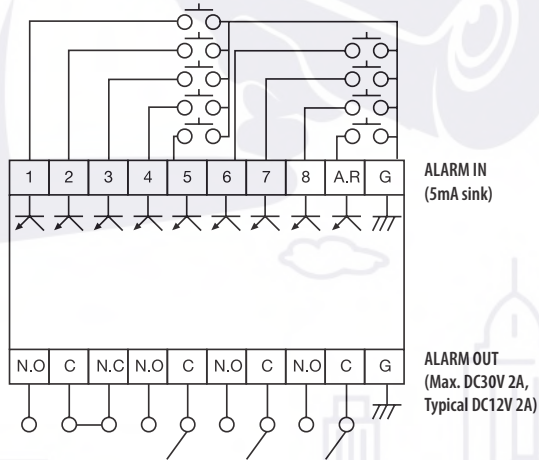 1 2 3 4 5 6 7 8 A.R G
ALARM IN
(5mA sink)
N.O C N.C N.O C N.O C N.O C G
ALARM OUT
(Max. DC30V 2A,
Typical DC12V 2A)